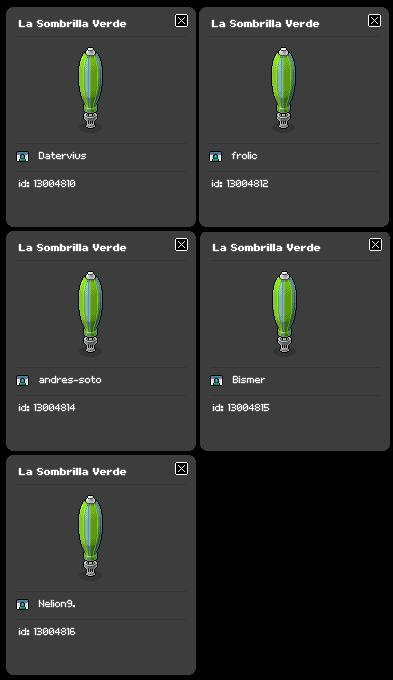 La Sombrilla Verde
Datervius
id: 13004810
La Sombrilla Verde
frolic
id: 13004812
La Sombrilla Verde
andres-soto
id: 13004814
La Sombrilla Verde
Bismer
id: 13004815
La Sombrilla Verde
Nelion9.
id: 13004816